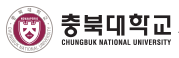 충북대학교
CHUNGBUK NATIONAL UNIVERSITY